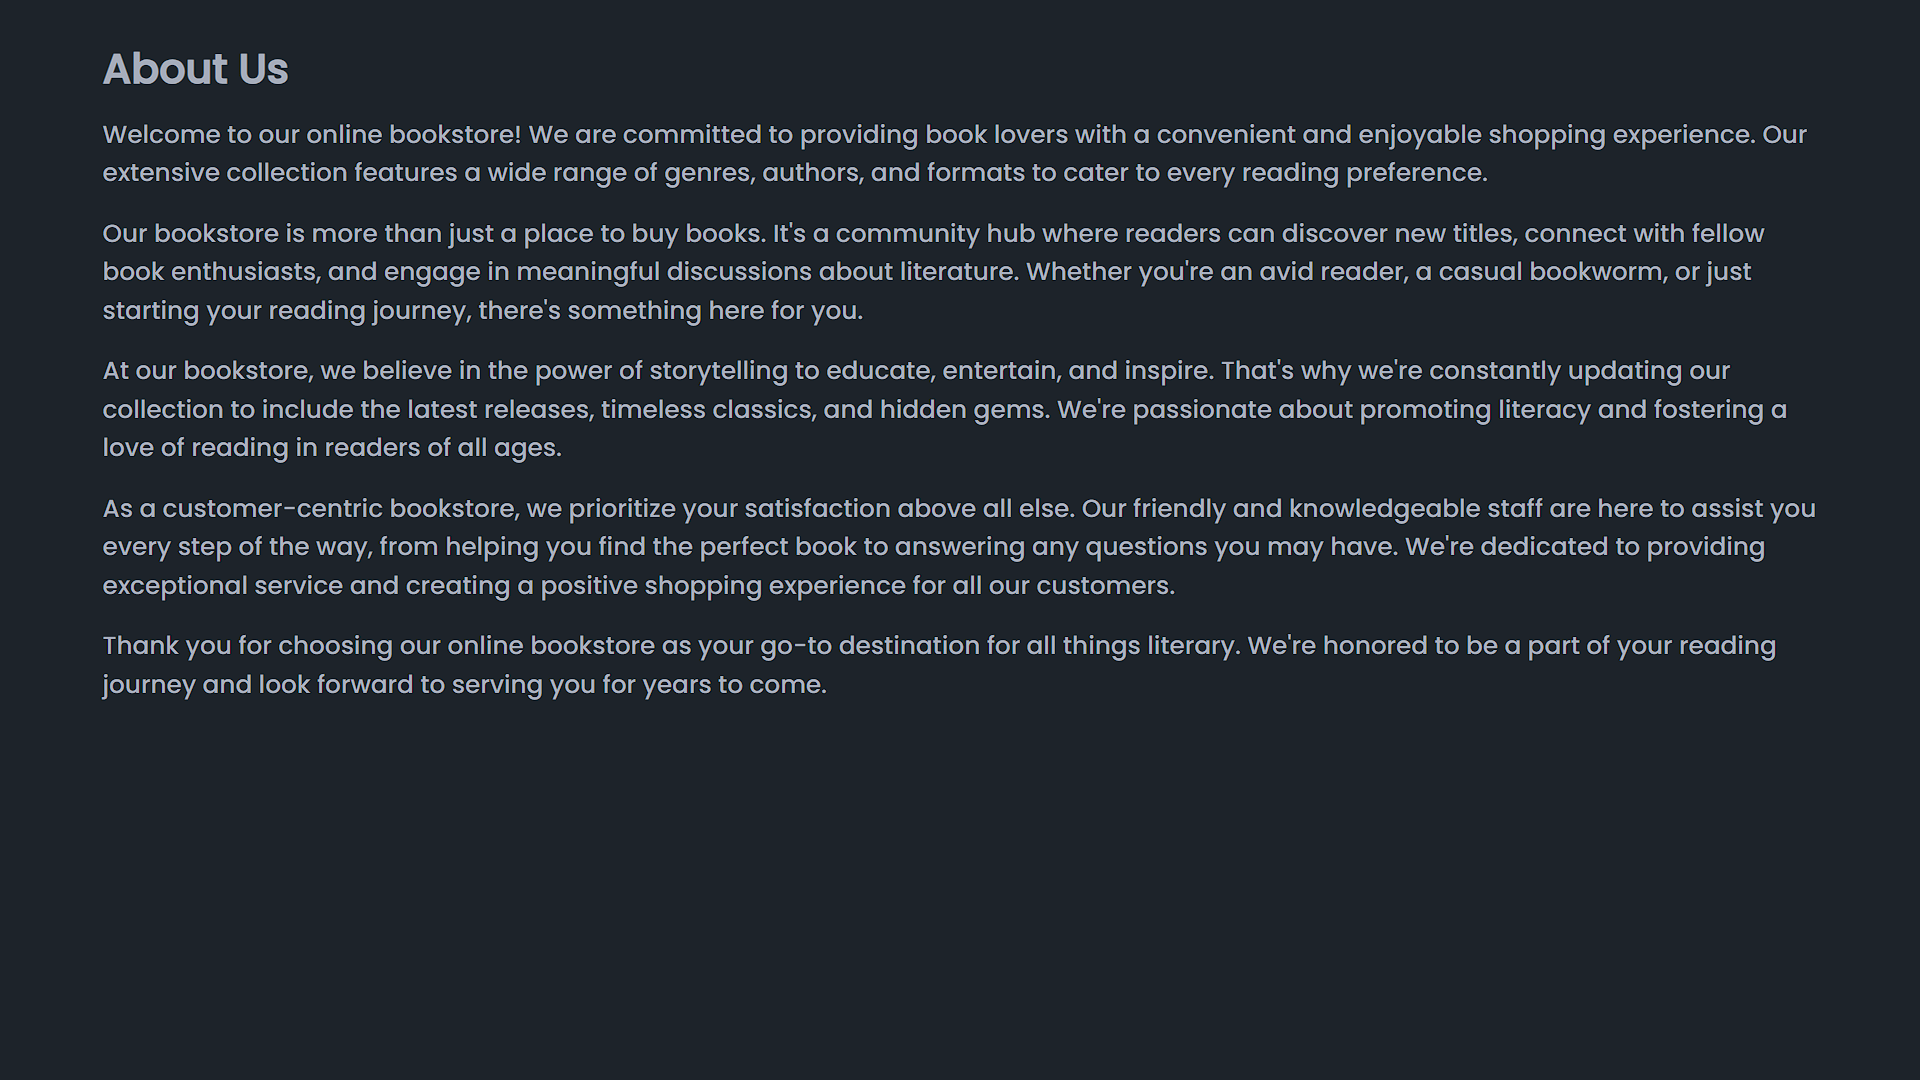 About Us
Welcome to our online bookstore! We are committed to providing book lovers with a convenient and enjoyable shopping experience. Our
extensive collection features a wide range of genres, authors, and formats to cater to every reading preference.
Our bookstore is more than just a place to buy books. It's a community hub where readers can discover new titles, connect with fellow
book enthusiasts, and engage in meaningful discussions about literature. Whether you're an avid reader, a casual bookworm, or just
starting your reading journey, there's something here for you.
At our bookstore, we believe in the power of storytelling to educate, entertain, and inspire. That's why we're constantly updating our
collection to include the latest releases, timeless classics, and hidden gems. We're passionate about promoting literacy and fostering a
love of reading in readers of all ages.
As a customer-centric bookstore, we prioritize your satisfaction above all else. Our friendly and knowledgeable staff are here to assist you
every step of the way, from helping you find the perfect book to answering any questions you may have. We're dedicated to providing
exceptional service and creating a positive shopping experience for all our customers.
Thank you for choosing our online bookstore as your go-to destination for all things literary. We're honored to be a part of your reading
journey and look forward to serving you for years to come.